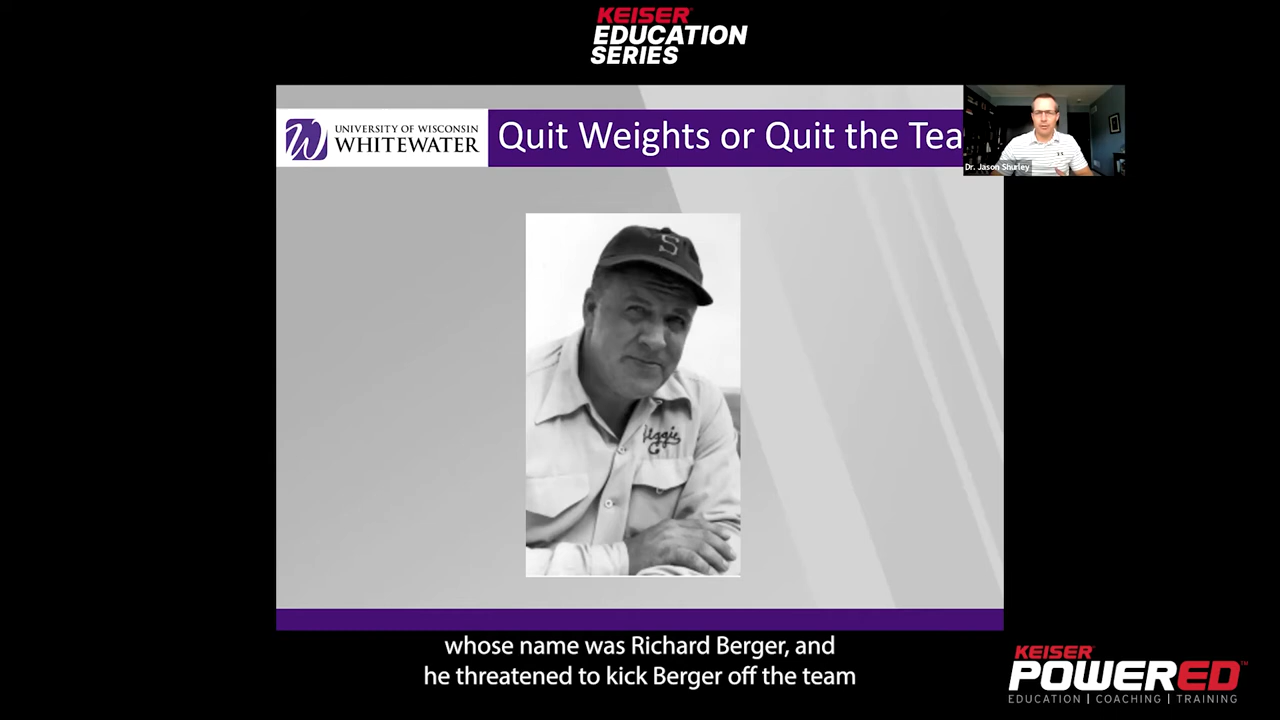 KEISER
EDUCATION
SERIES
UNIVERSITY OF WISCONSIN
WHITEWATER
Quit Weights or Quit the Tea
Dr. Jason Shurley
S
whose name was Richard Berger, and
he threatened to kick Berger off the team
KEISER
POWERED™
EDUCATION | COACHING | TRAINING